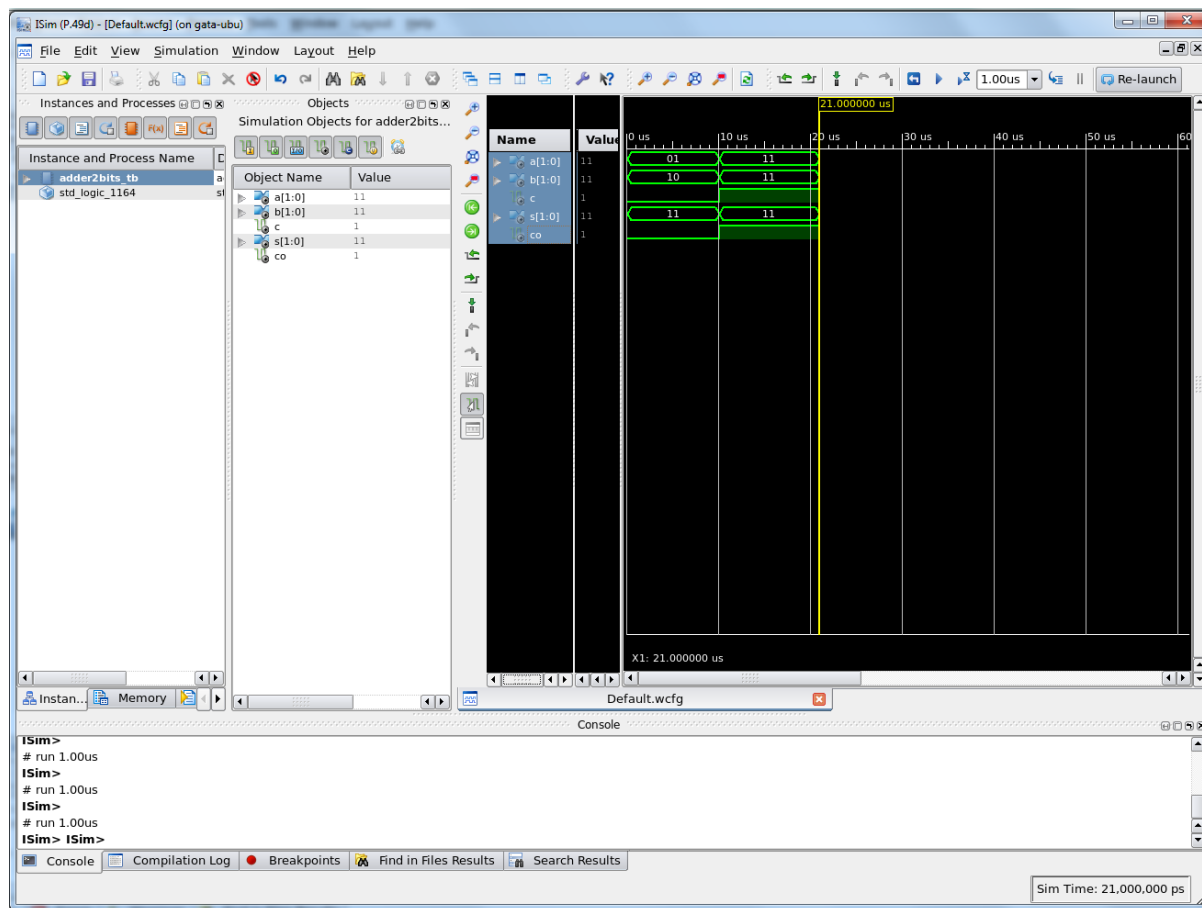 ISim (P.49d) - [Default.wcfg] (on gata-ubu)
File Edit View Simulation Window Layout Help
1.00us Re-launch
Instances and Processes
Instance and Process Name D
adder2bits_tb a
std_logic_1164 s
Instan... Memory
Objects
Simulation Objects for adder2bits...
Object Name Value
a[1:0] 11
b[1:0] 11
c 1
s[1:0] 11
co 1
Name Value
a[1:0] 11
b[1:0] 11
c 1
s[1:0] 11
co 1
21.000000 us
0 us 10 us 20 us 30 us 40 us 50 us 60
01 11
10 11
11 11
X1: 21.000000 us
Default.wcfg
Console
ISim>
# run 1.00us
ISim>
# run 1.00us
ISim>
# run 1.00us
ISim> ISim>
Console Compilation Log Breakpoints Find in Files Results Search Results
Sim Time: 21,000,000 ps